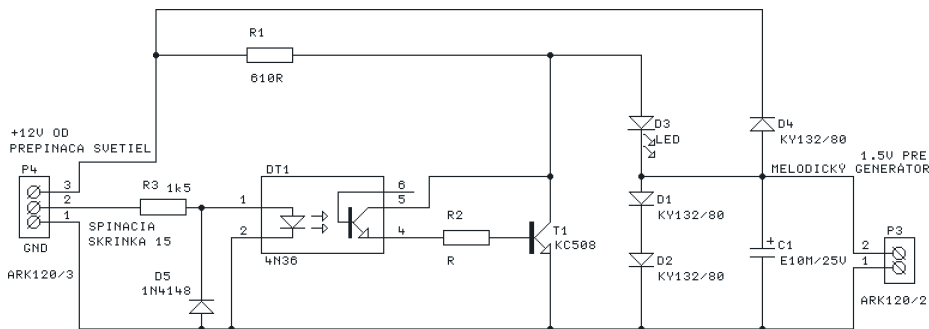 R1
610R
+12V OD
PREPINACA SVETIEL
P4
3
2
1
GND
ARK120/3
R3 1k5
SPINACIA
SKRINKA 15
D5
1N4148
DT1
1
2
6
5
4
4N36
R2
R
T1
KC508
D3
LED
D1
KY132/80
D2
KY132/80
D4
KY132/80
1.5V PRE
MELODICKÝ GENERÁTOR
+
C1
E10M/25V
P3
2
1
ARK120/2